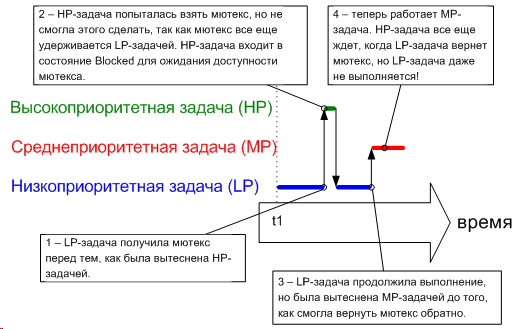 2 – HP-задача попыталась взять мютекс, но не
смогла этого сделать, так как мютекс все еще
удерживается LP-задачей. HP-задача входит в
состояние Blocked для ожидания доступности
мютекса.
4 – теперь работает MP-
задача. HP-задача все еще
ждет, когда LP-задача вернет
мютекс, но LP-задача даже
не выполняется!
Высокоприоритетная задача (HP)
Среднеприоритетная задача (MP)
Низкоприоритетная задача (LP)
t1
время
1 – LP-задача получила мютекс
перед тем, как была вытеснена HP-
задачей.
3 – LP-задача продолжила выполнение,
но была вытеснена MP-задачей до того,
как смогла вернуть мютекс обратно.